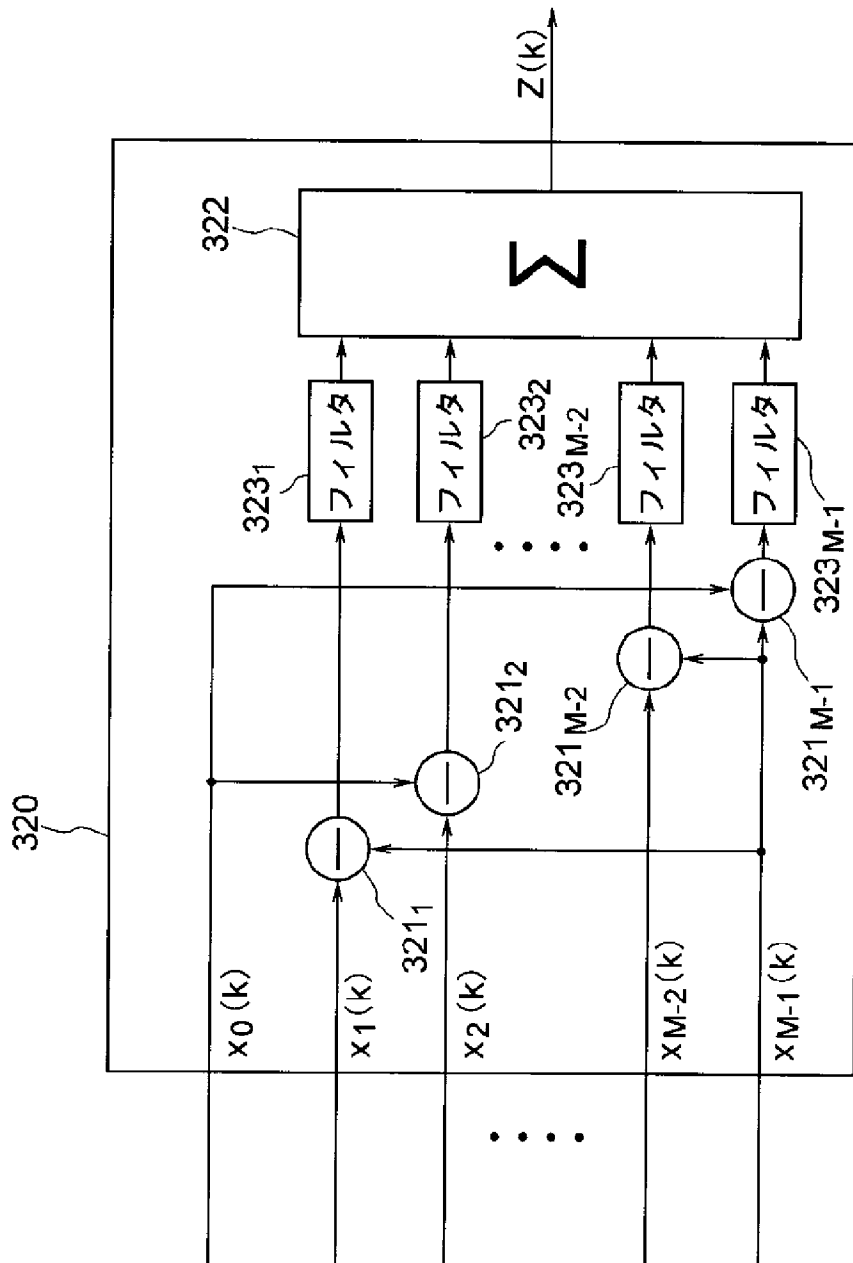 320
322
Z(k)
Σ
323₁
フィルタ
フィルタ
323₂
323M-2
フィルタ
フィルタ
323M-1
321₁
321₂
321M-2
321M-1
x₀(k)
x₁(k)
x₂(k)
xM-2(k)
xM-1(k)